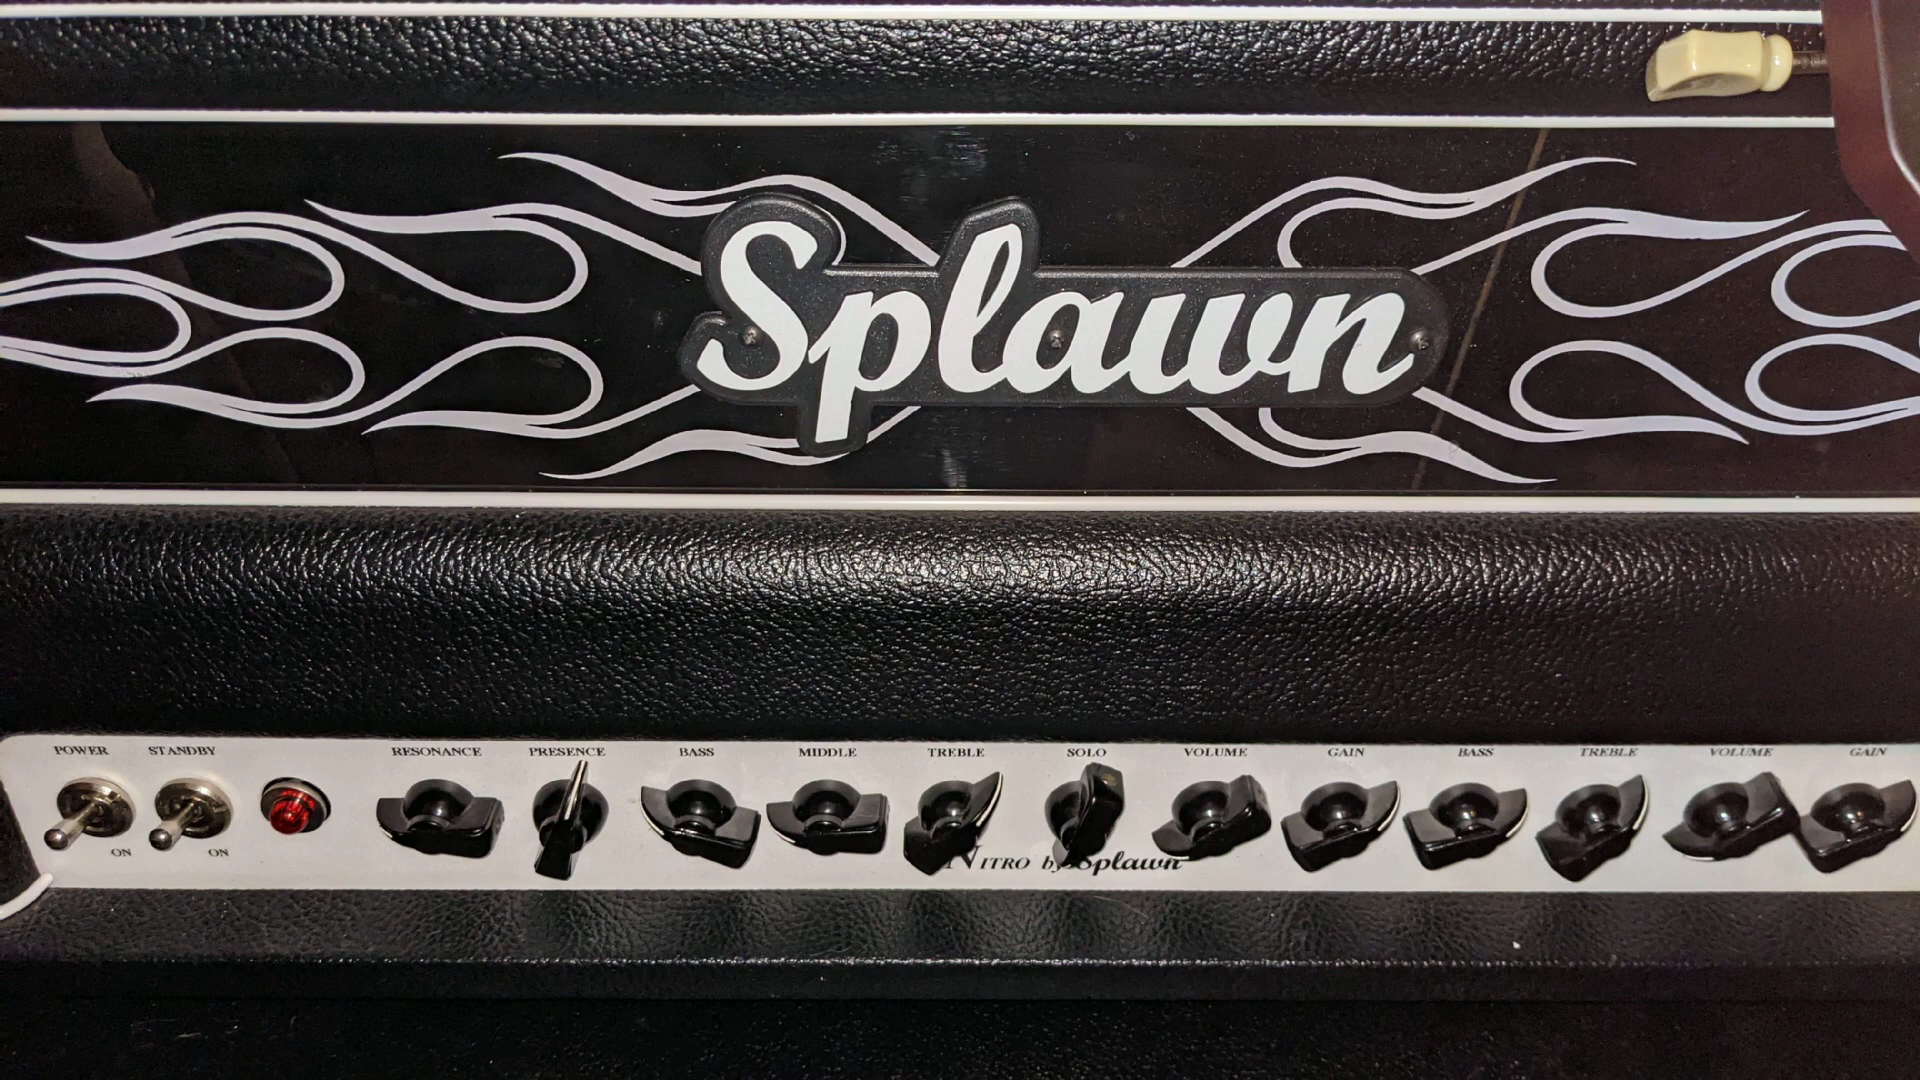 Splawn
POWER STANDBY RESONANCE PRESENCE BASS MIDDLE TREBLE SOLO VOLUME GAIN BASS TREBLE VOLUME GAIN
ON ON
NITRO by Splawn